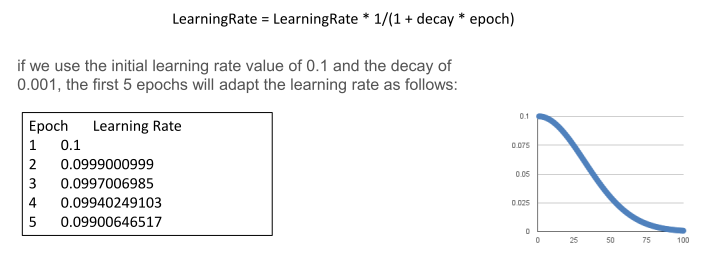 LearningRate = LearningRate * 1/(1 + decay * epoch)
if we use the initial learning rate value of 0.1 and the decay of
0.001, the first 5 epochs will adapt the learning rate as follows:
Epoch Learning Rate
1 0.1
2 0.0999000999
3 0.0997006985
4 0.09940249103
5 0.09900646517
0.1
0.075
0.05
0.025
0
0 25 50 75 100